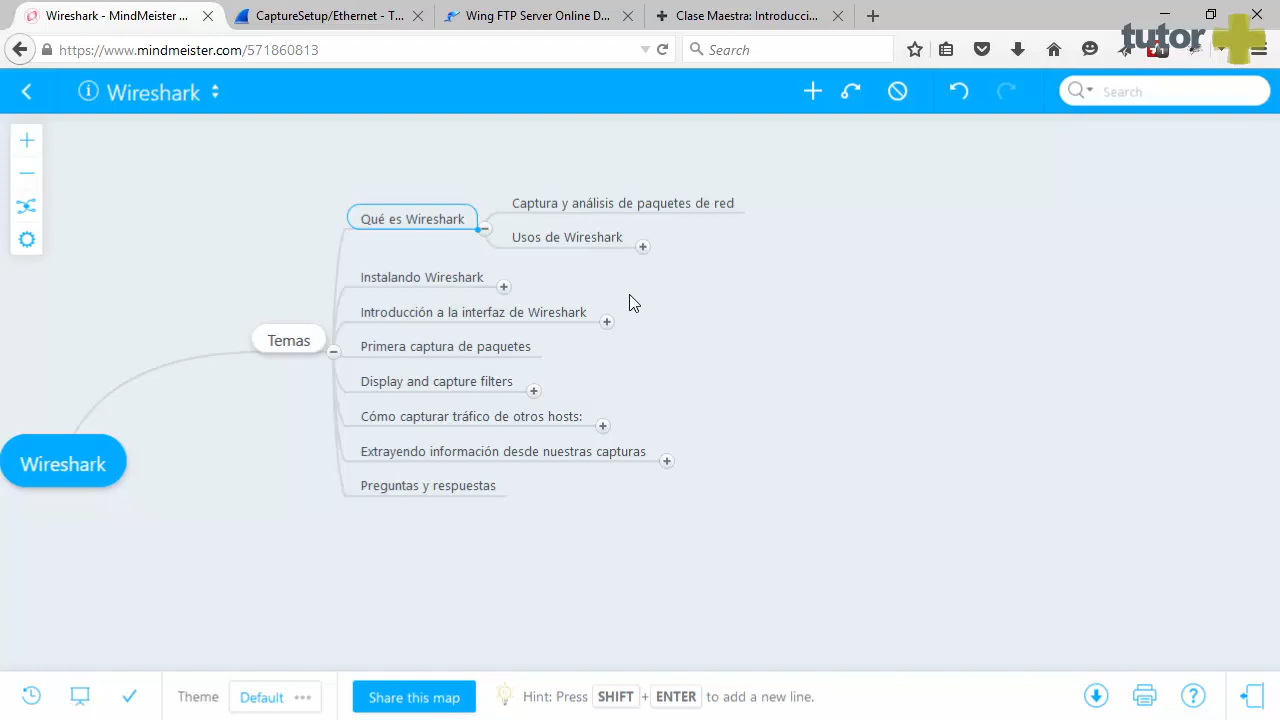 Wireshark - MindMeister
CaptureSetup/Ethernet - T...
Wing FTP Server Online D...
Clase Maestra: Introducci...
https://www.mindmeister.com/571860813
Search
tutor
Wireshark
Search
Qué es Wireshark
Captura y análisis de paquetes de red
Usos de Wireshark
Instalando Wireshark
Introducción a la interfaz de Wireshark
Temas
Primera captura de paquetes
Display and capture filters
Cómo capturar tráfico de otros hosts:
Extrayendo información desde nuestras capturas
Wireshark
Preguntas y respuestas
Theme Default Share this map Hint: Press SHIFT + ENTER to add a new line.